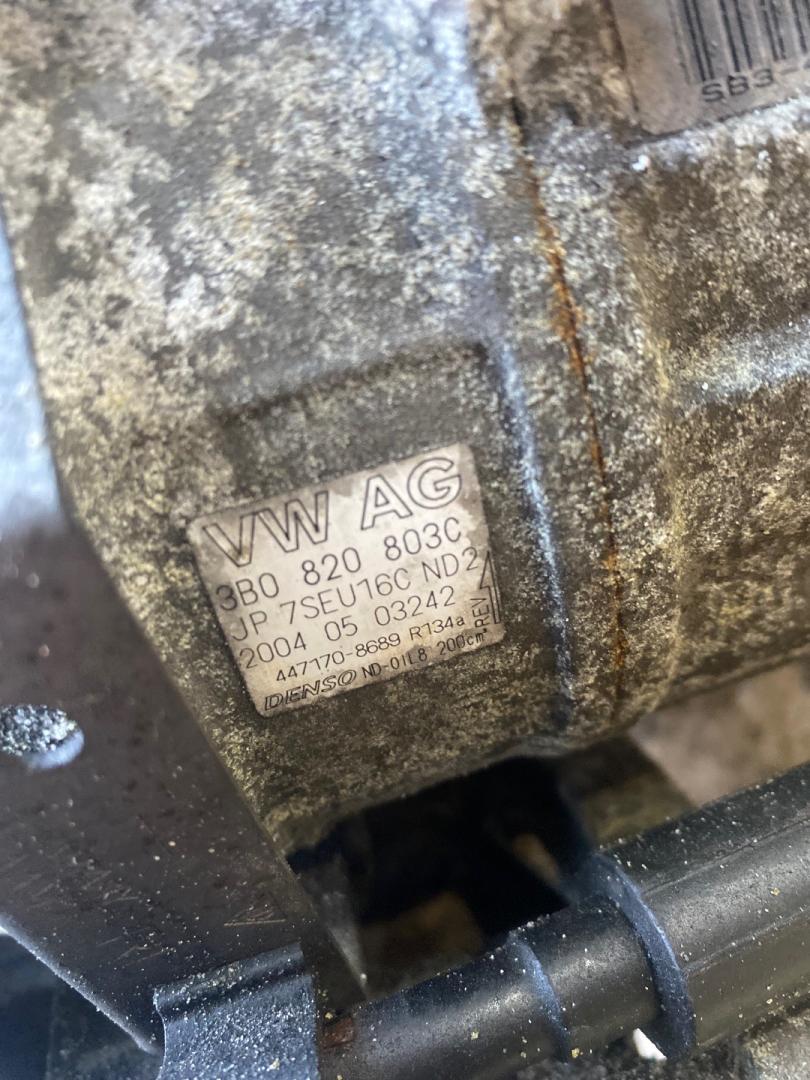 SB3-
VW AG
3B0 820 803C
JP 7SEU16C ND2
2004 05 03242
447170-8689 R134a REV
DENSO ND-OIL8 200cm³